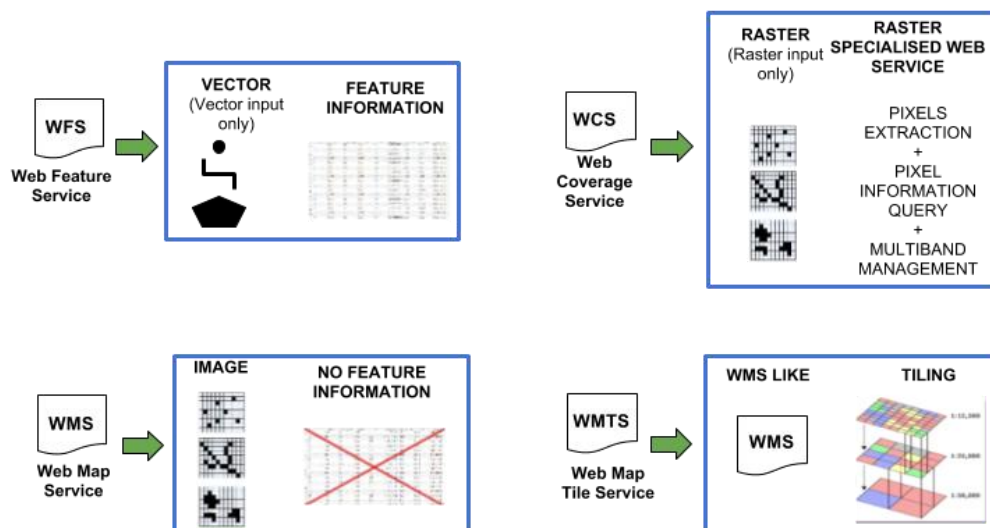 WFS
Web Feature
Service
VECTOR
(Vector input
only)
FEATURE
INFORMATION
WCS
Web
Coverage
Service
RASTER
(Raster input
only)
RASTER
SPECIALISED WEB
SERVICE
PIXELS
EXTRACTION
+
PIXEL
INFORMATION
QUERY
+
MULTIBAND
MANAGEMENT
WMS
Web Map
Service
IMAGE
NO FEATURE
INFORMATION
WMTS
Web Map
Tile Service
WMS LIKE
WMS
TILING